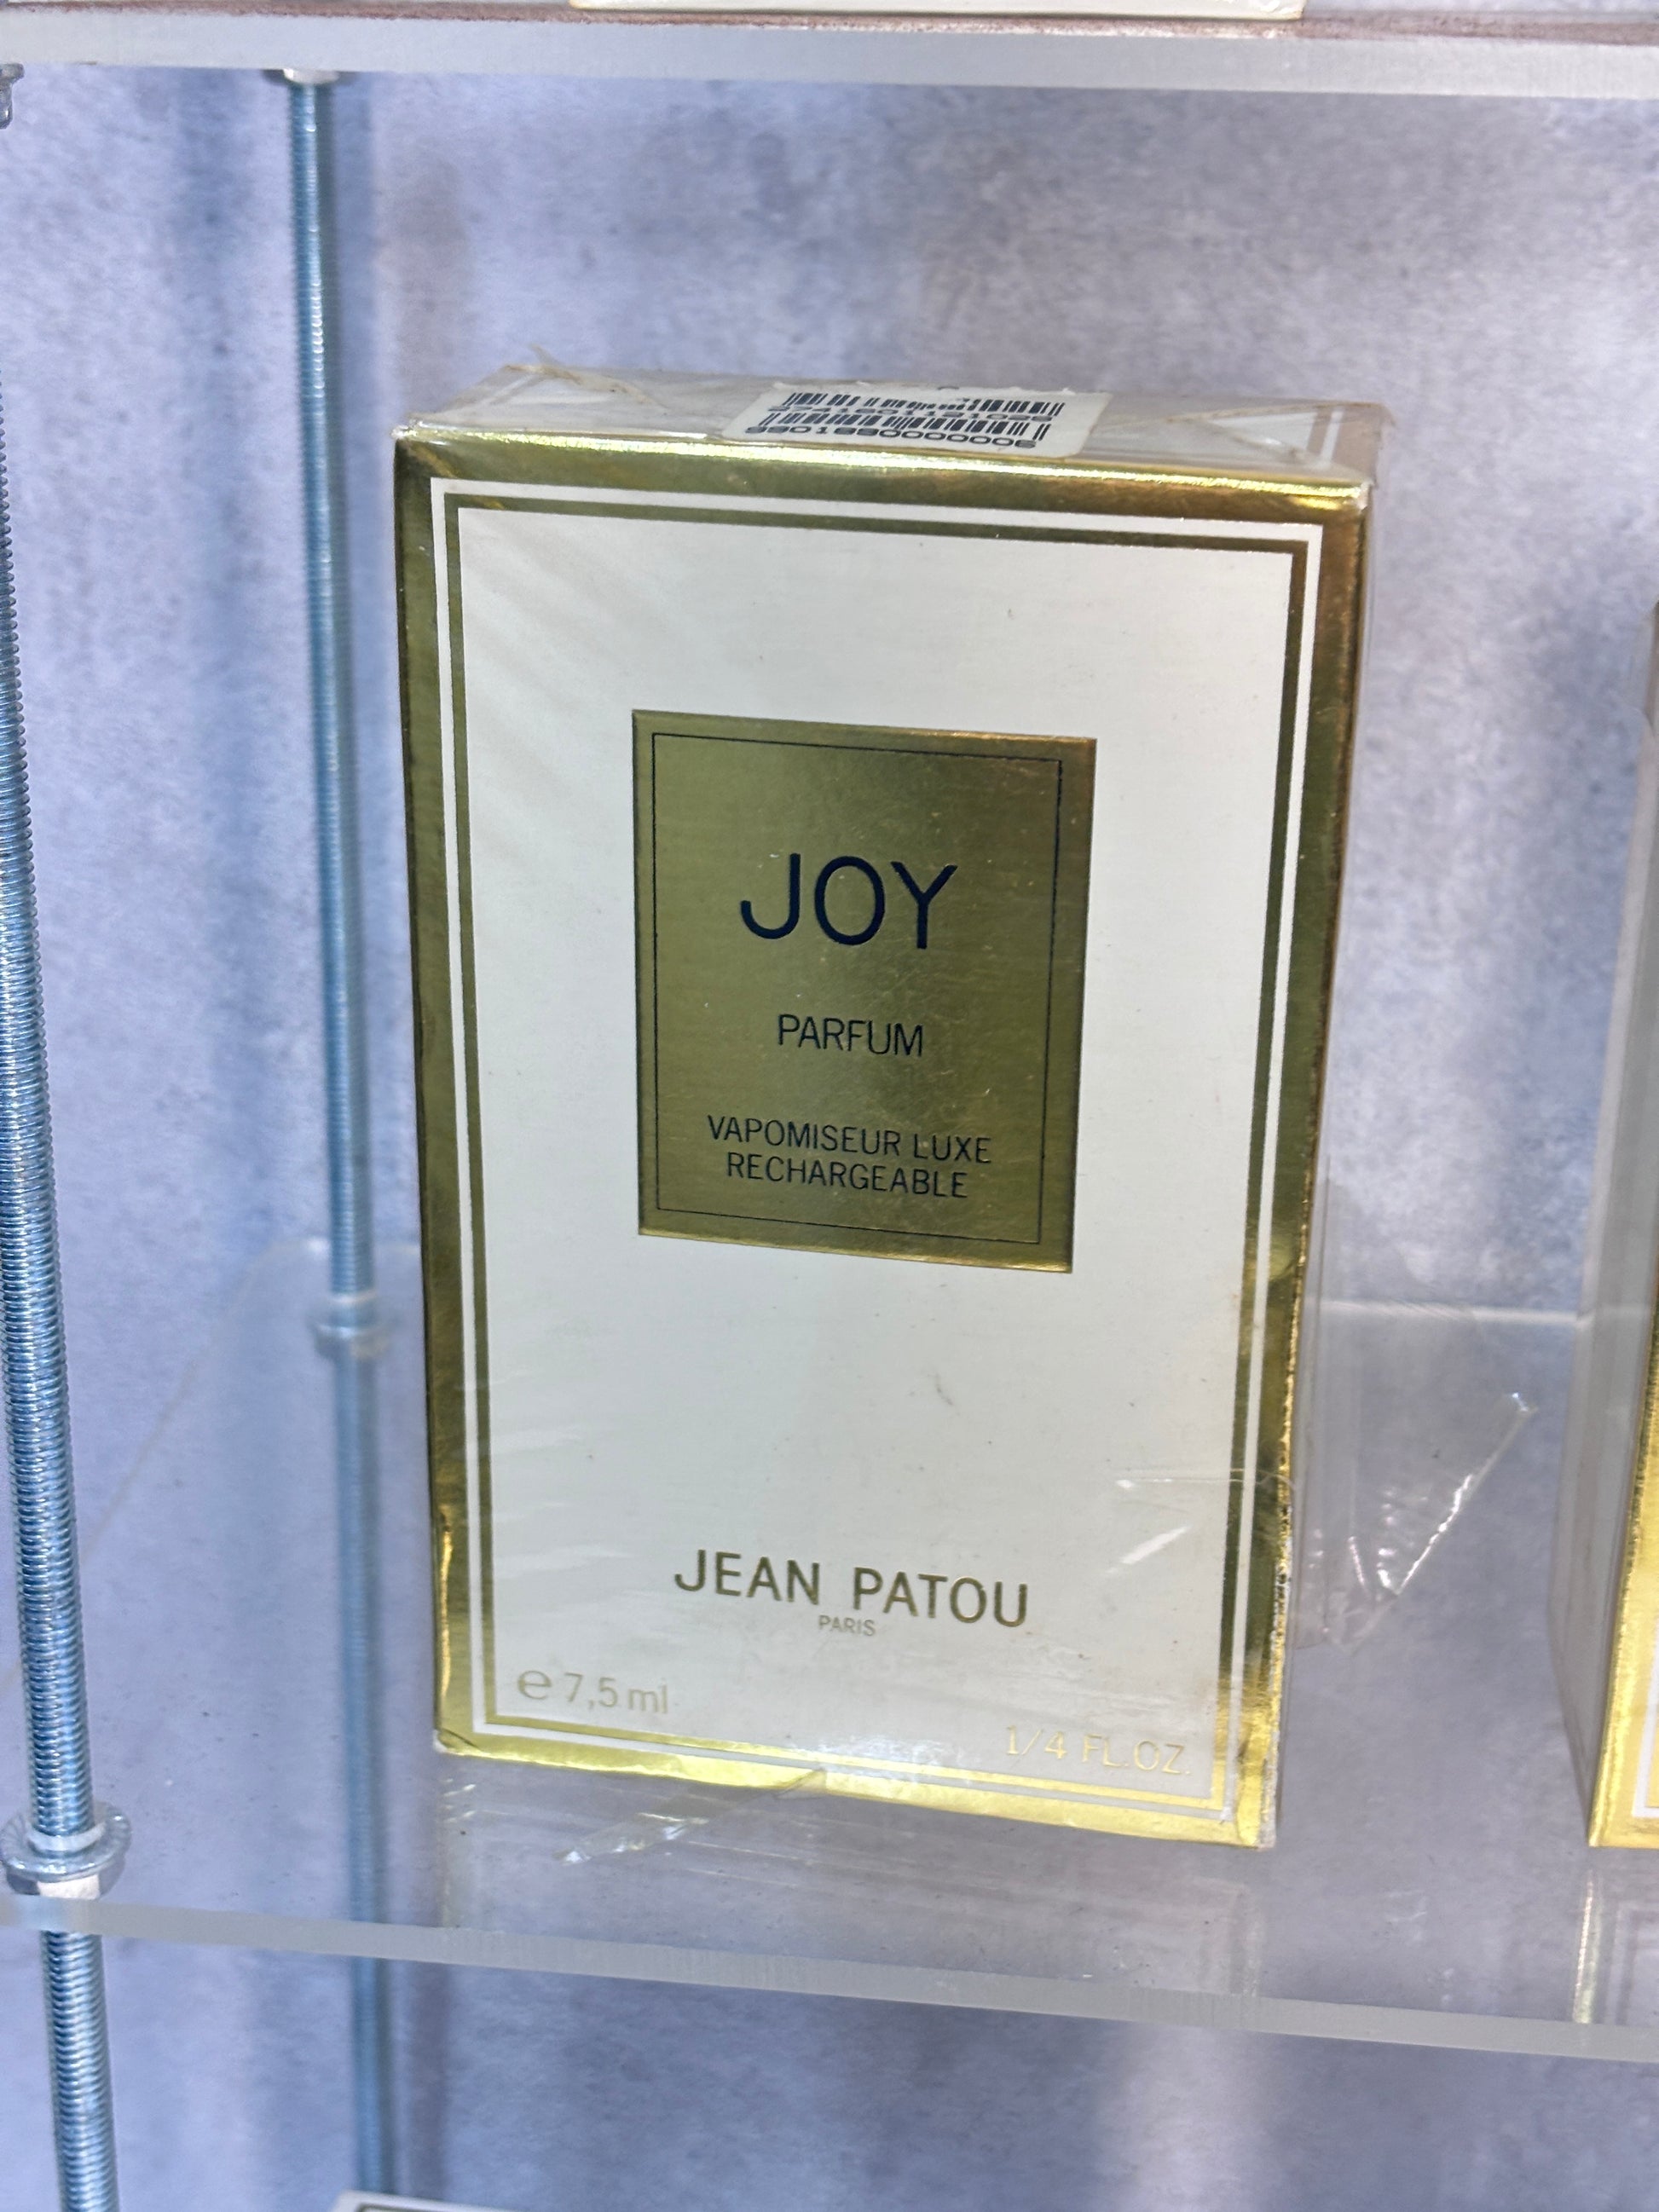 JOY
PARFUM
VAPOMISEUR LUXE
RECHARGEABLE
JEAN PATOU
PARIS
e 7,5 ml
1/4 FL.OZ.